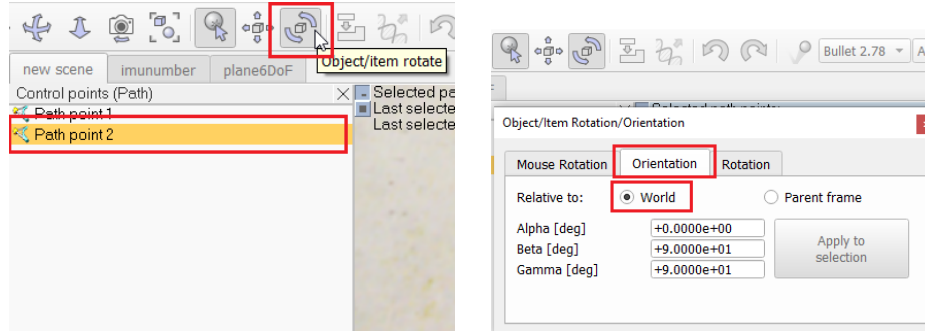 Object/item rotate
new scene
imunumber
plane6DoF
Control points (Path)
Path point 1
Path point 2
Selected pa
Last selecte
Last selecte
Bullet 2.78
A
Selected path points:
Object/Item Rotation/Orientation
Mouse Rotation
Orientation
Rotation
Relative to:
World
Parent frame
Alpha [deg]
+0.0000e+00
Beta [deg]
+9.0000e+01
Gamma [deg]
+9.0000e+01
Apply to
selection